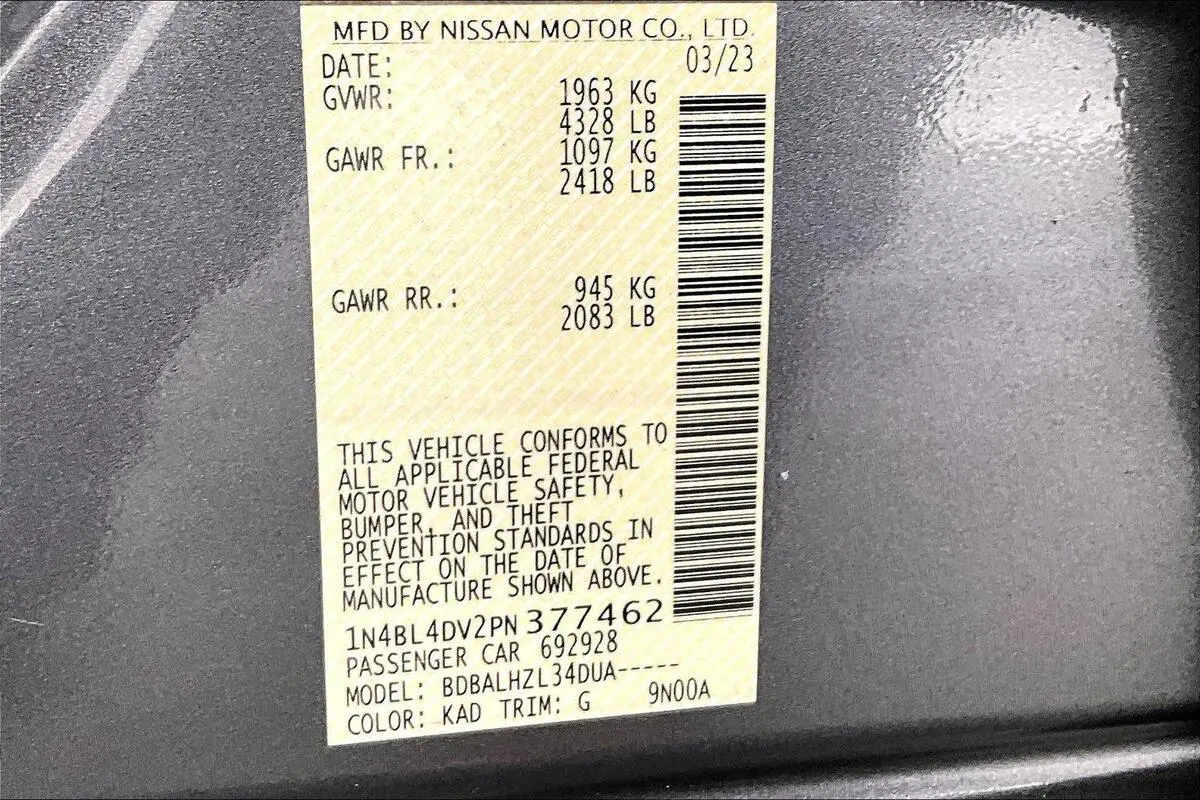 MFD BY NISSAN MOTOR CO., LTD.
DATE: 03/23
GVWR: 1963 KG
4328 LB
GAWR FR.: 1097 KG
2418 LB
GAWR RR.: 945 KG
2083 LB
THIS VEHICLE CONFORMS TO
ALL APPLICABLE FEDERAL
MOTOR VEHICLE SAFETY,
BUMPER, AND THEFT
PREVENTION STANDARDS IN
EFFECT ON THE DATE OF
MANUFACTURE SHOWN ABOVE.
1N4BL4DV2PN 377462
PASSENGER CAR 692928
MODEL: BDBALHZL34DUA-----
COLOR: KAD TRIM: G 9N00A